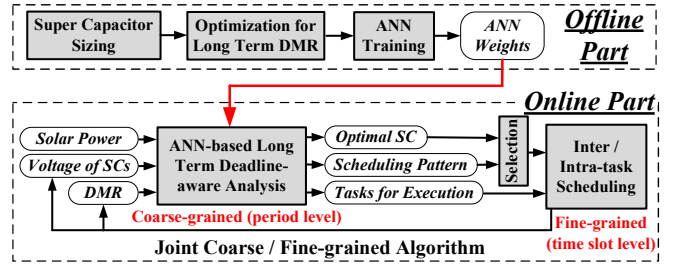 Super Capacitor
Sizing
Optimization for
Long Term DMR
ANN
Training
ANN
Weights
Offline
Part
Online Part
Solar Power
Voltage of SCs
DMR
ANN-based Long
Term Deadline-
aware Analysis
Optimal SC
Scheduling Pattern
Tasks for Execution
Selection
Inter /
Intra-task
Scheduling
Coarse-grained (period level)
Fine-grained
(time slot level)
Joint Coarse / Fine-grained Algorithm